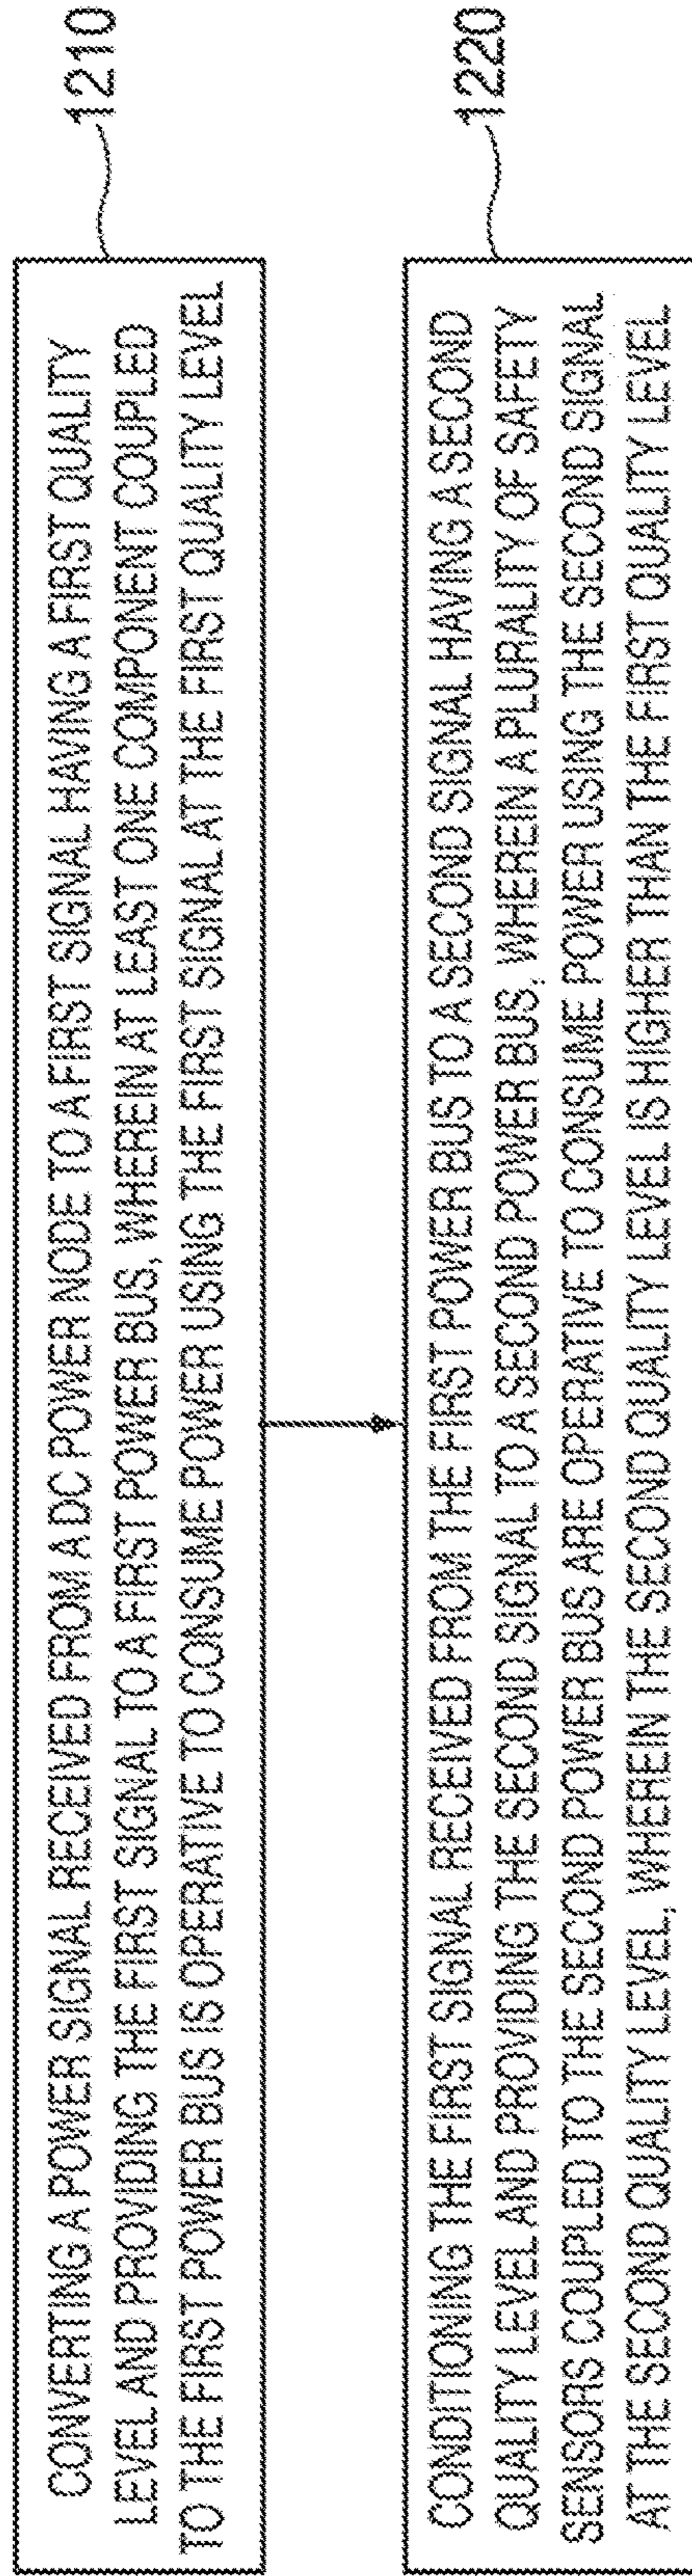 CONVERTING A POWER SIGNAL RECEIVED FROM A DC POWER NODE TO A FIRST SIGNAL HAVING A FIRST QUALITY
LEVEL AND PROVIDING THE FIRST SIGNAL TO A FIRST POWER BUS, WHEREIN AT LEAST ONE COMPONENT COUPLED
TO THE FIRST POWER BUS IS OPERATIVE TO CONSUME POWER USING THE FIRST SIGNAL AT THE FIRST QUALITY LEVEL
1210
CONDITIONING THE FIRST SIGNAL RECEIVED FROM THE FIRST POWER BUS TO A SECOND SIGNAL HAVING A SECOND
QUALITY LEVEL AND PROVIDING THE SECOND SIGNAL TO A SECOND POWER BUS, WHEREIN A PLURALITY OF SAFETY
SENSORS COUPLED TO THE SECOND POWER BUS ARE OPERATIVE TO CONSUME POWER USING THE SECOND SIGNAL
AT THE SECOND QUALITY LEVEL, WHEREIN THE SECOND QUALITY LEVEL IS HIGHER THAN THE FIRST QUALITY LEVEL
1220